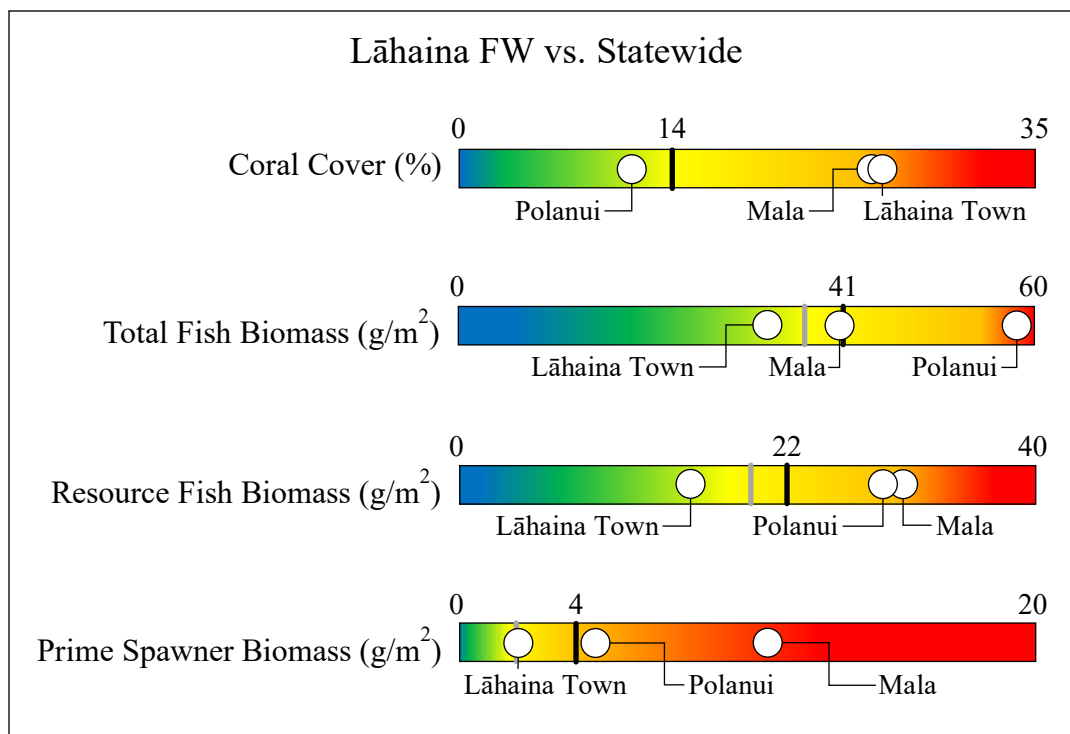 Lāhaina FW vs. Statewide
0 14 35
Coral Cover (%)
Polanui Mala Lāhaina Town
0 41 60
Total Fish Biomass (g/m²)
Lāhaina Town Mala Polanui
0 22 40
Resource Fish Biomass (g/m²)
Lāhaina Town Polanui Mala
0 4 20
Prime Spawner Biomass (g/m²)
Lāhaina Town Polanui Mala